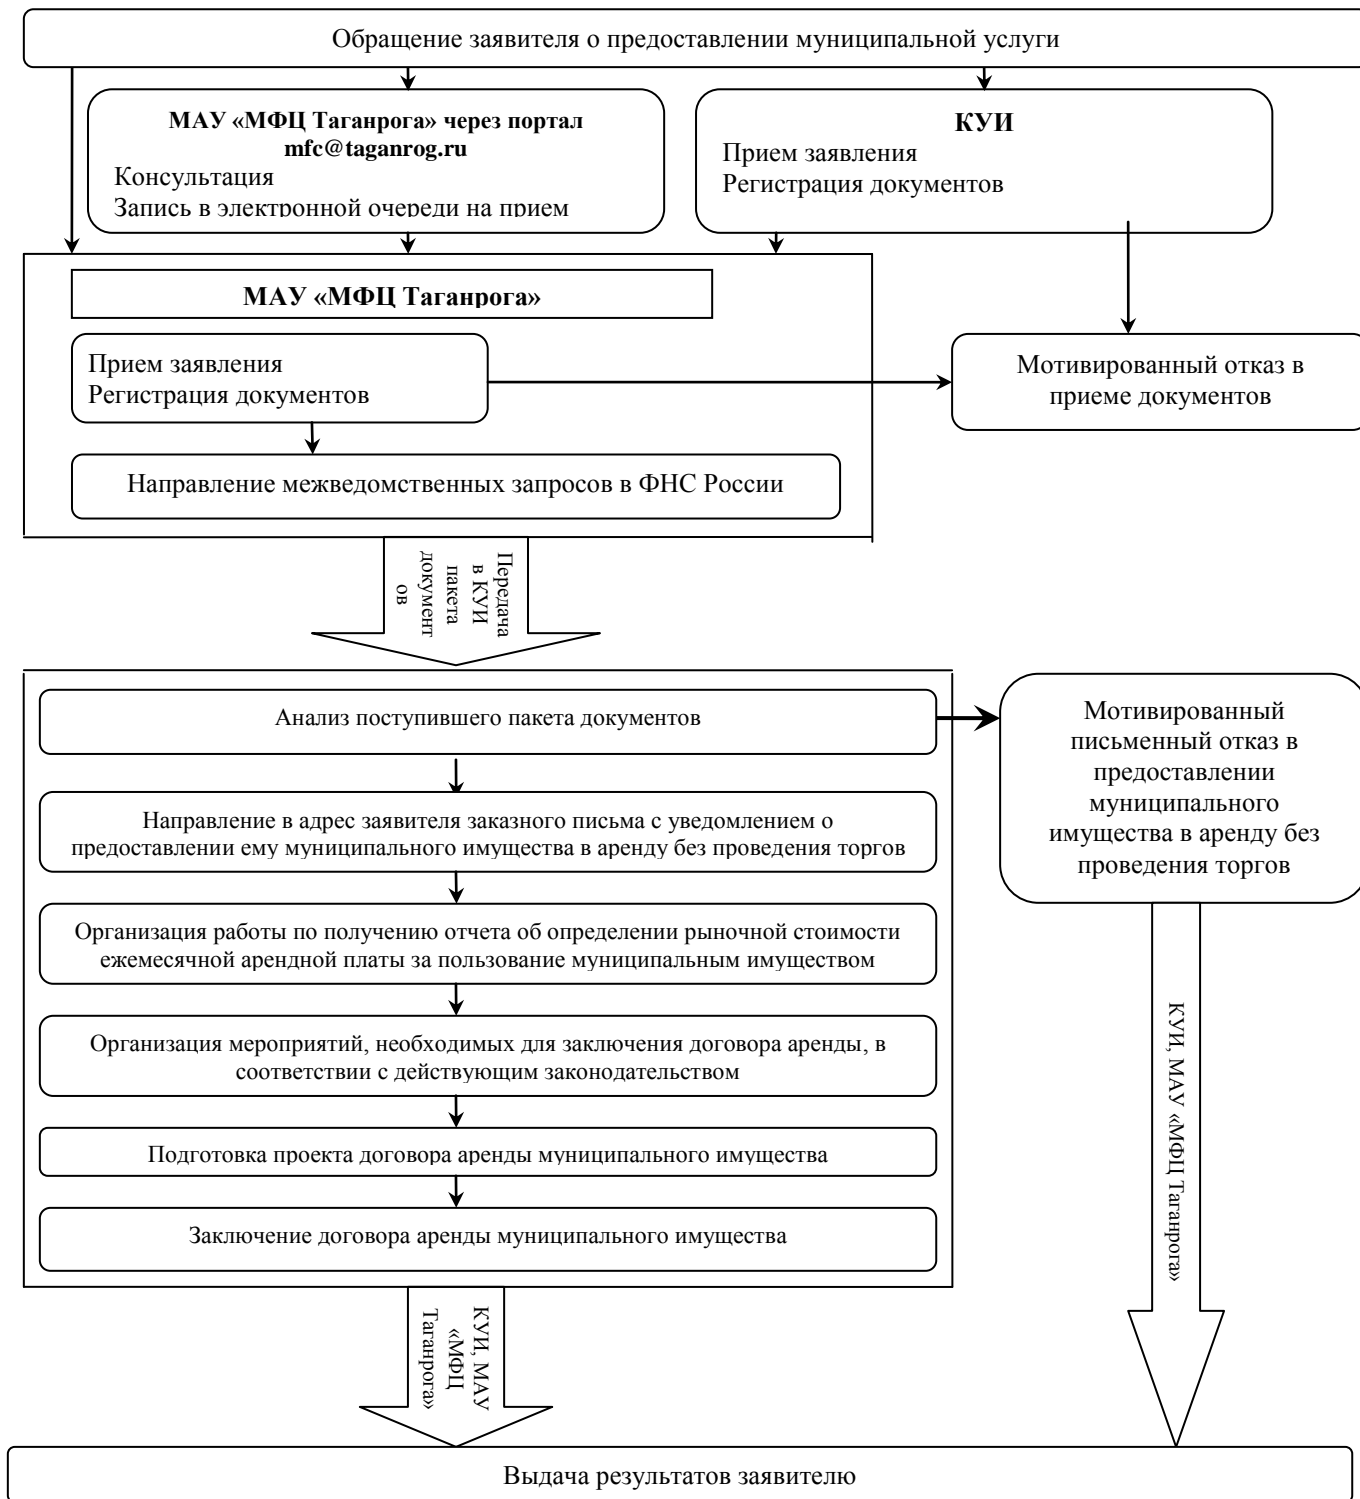 Обращение заявителя о предоставлении муниципальной услуги
МАУ «МФЦ Таганрога» через портал
mfc@taganrog.ru
Консультация
Запись в электронной очереди на прием
КУИ
Прием заявления
Регистрация документов
МАУ «МФЦ Таганрога»
Прием заявления
Регистрация документов
Мотивированный отказ в
приеме документов
Направление межведомственных запросов в ФНС России
Передача
в КУИ
пакета
документ
ов
Анализ поступившего пакета документов
Мотивированный
письменный отказ в
предоставлении
муниципального
имущества в аренду без
проведения торгов
Направление в адрес заявителя заказного письма с уведомлением о
предоставлении ему муниципального имущества в аренду без проведения торгов
Организация работы по получению отчета об определении рыночной стоимости
ежемесячной арендной платы за пользование муниципальным имуществом
Организация мероприятий, необходимых для заключения договора аренды, в
соответствии с действующим законодательством
Подготовка проекта договора аренды муниципального имущества
Заключение договора аренды муниципального имущества
КУИ, МАУ «МФЦ Таганрога»
КУИ, МАУ
«МФЦ
Таганрога»
Выдача результатов заявителю